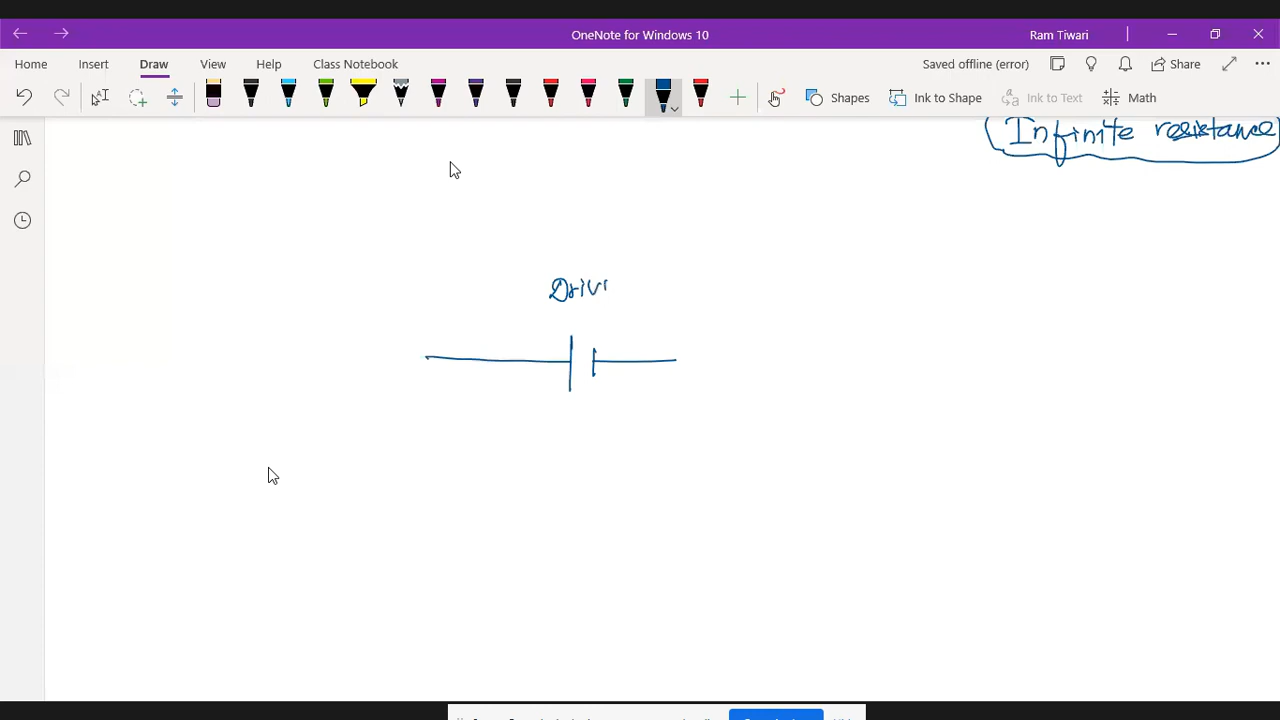 OneNote for Windows 10
Ram Tiwari
Home Insert Draw View Help Class Notebook
Saved offline (error)
Share
Shapes
Ink to Shape
Ink to Text
Math
Infinite resistance
Driv